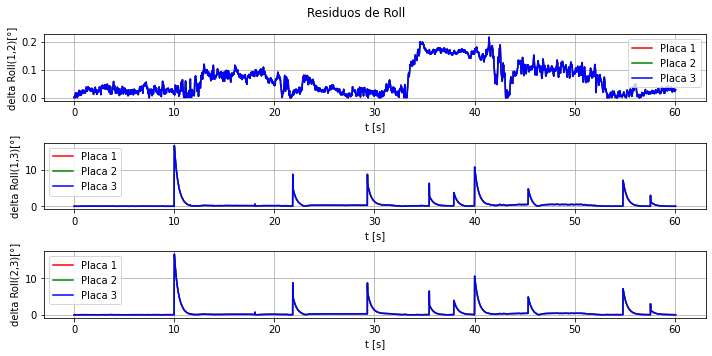 Residuos de Roll
delta Roll(1,2)[°]
0.2
0.1
0.0
Placa 1
Placa 2
Placa 3
0 10 20 30 40 50 60
t [s]
delta Roll(1,3)[°]
10
0
Placa 1
Placa 2
Placa 3
0 10 20 30 40 50 60
t [s]
delta Roll(2,3)[°]
10
0
Placa 1
Placa 2
Placa 3
0 10 20 30 40 50 60
t [s]